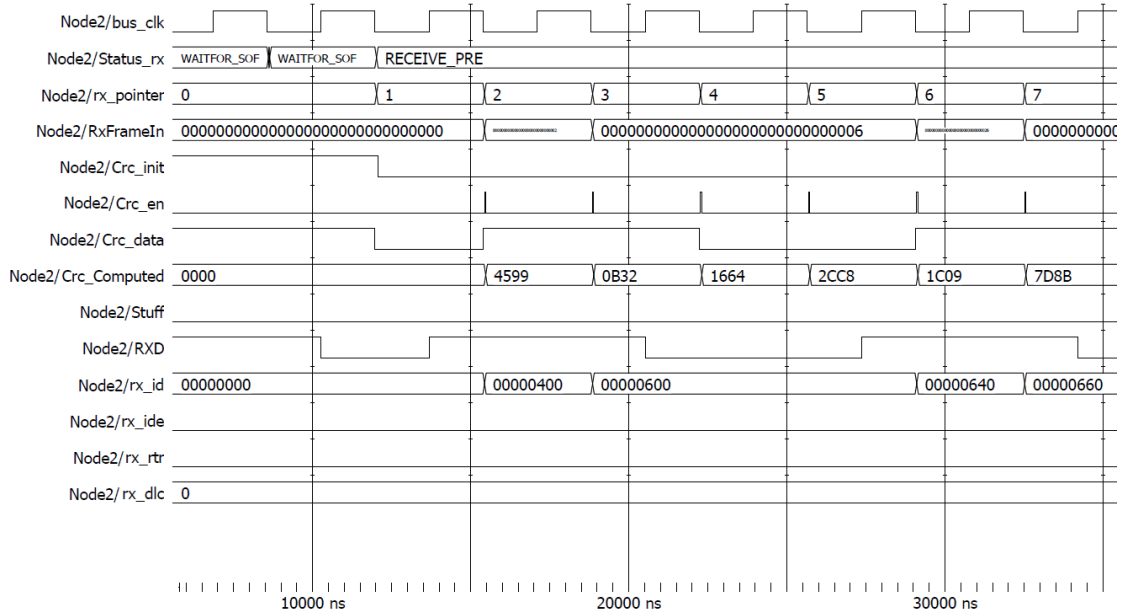 Node2/bus_clk
Node2/Status_rx WAITFOR_SOF WAITFOR_SOF RECEIVE_PRE
Node2/rx_pointer 0 1 2 3 4 5 6 7
Node2/RxFrameIn 00000000000000000000000000000 00000000000000000000000000006 0000000000
Node2/Crc_init
Node2/Crc_en
Node2/Crc_data
Node2/Crc_Computed 0000 4599 0B32 1664 2CC8 1C09 7D8B
Node2/Stuff
Node2/RXD
Node2/rx_id 00000000 00000400 00000600 00000640 00000660
Node2/rx_ide
Node2/rx_rtr
Node2/rx_dlc 0
10000 ns 20000 ns 30000 ns